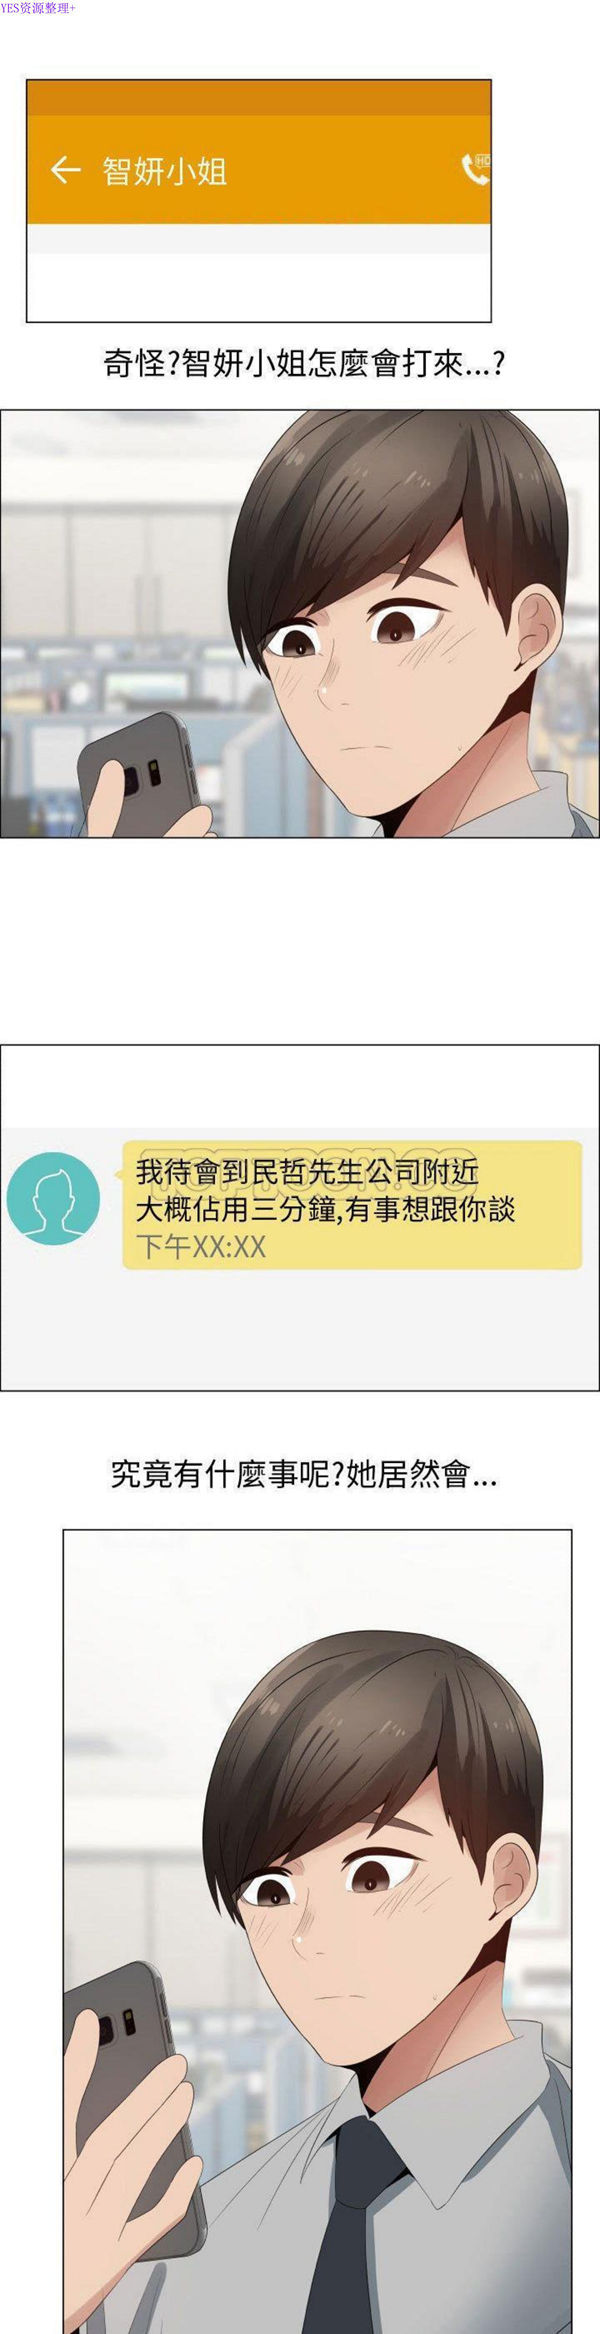 YES资源整理+
智妍小姐
HD
奇怪?智妍小姐怎麼會打來...?
我待會到民哲先生公司附近
TOPTOON.CC
大概佔用三分鐘,有事想跟你談
下午XX:XX
究竟有什麼事呢?她居然會...